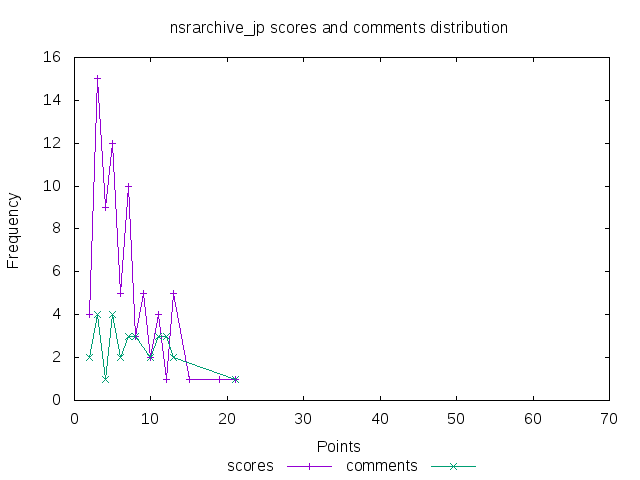 nsrarchive_jp scores and comments distribution
16
14
12
10
8
6
4
2
0
Frequency
0 10 20 30 40 50 60 70
Points
scores comments